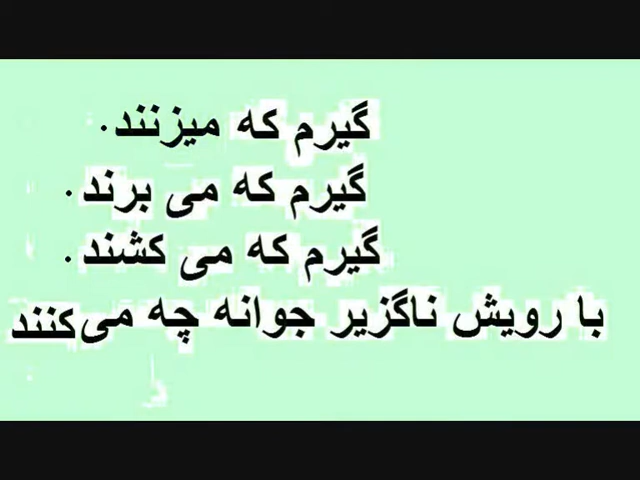 گیرم که میزنند.
گیرم که می برند.
گیرم که می کشند.
با رویش ناگزیر جوانه چه می کنند